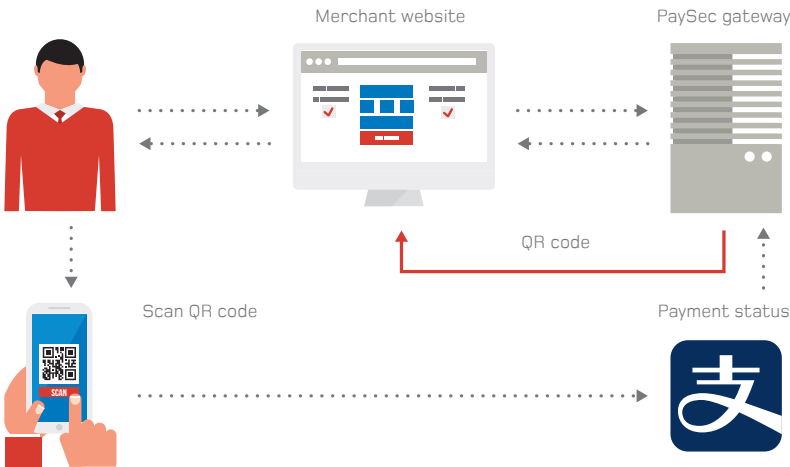 Merchant website
PaySec gateway
QR code
Scan QR code
Payment status
SCAN
支